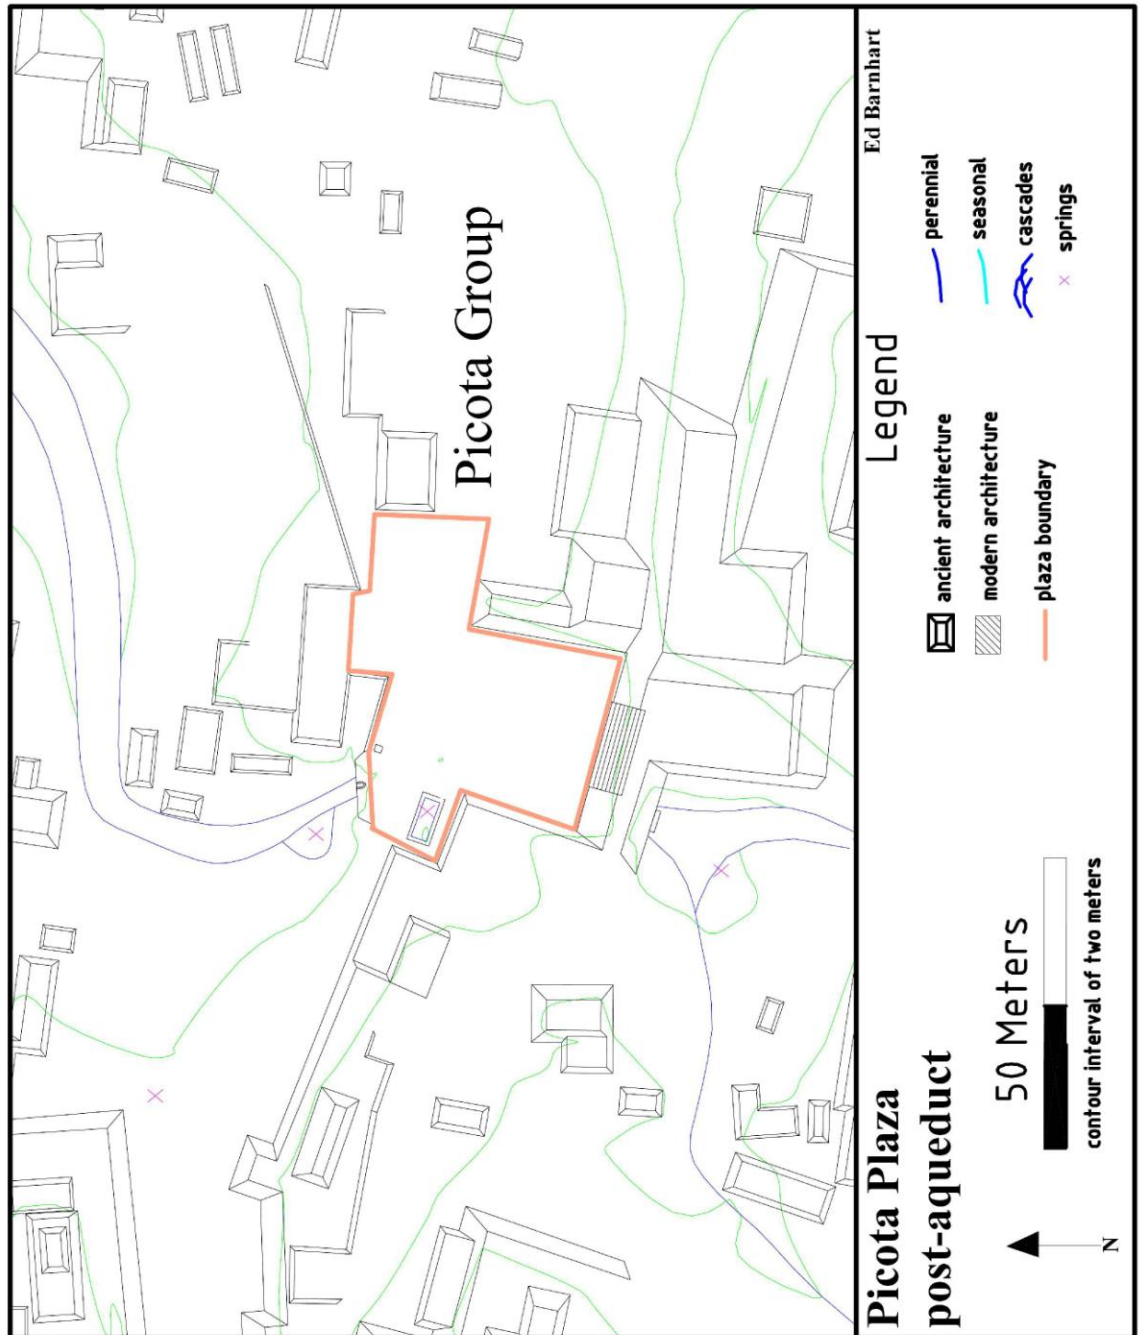 Picota Group
Picota Plaza
post-aqueduct
N
50 Meters
contour interval of two meters
Legend
ancient architecture
modern architecture
plaza boundary
perennial
seasonal
cascades
springs
Ed Barnhart